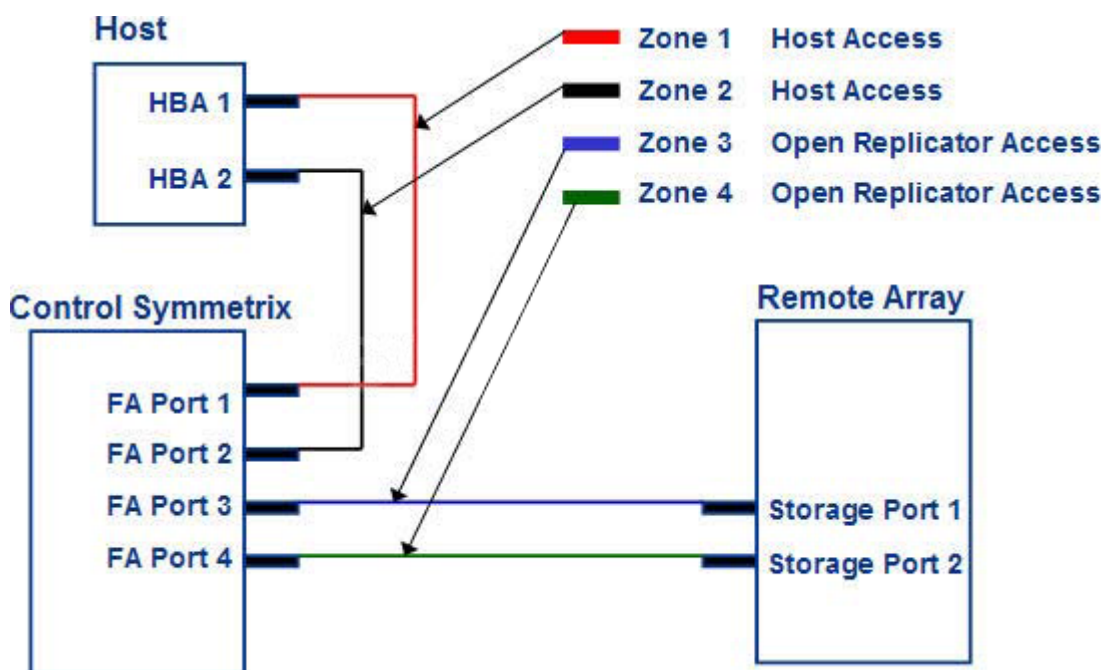 Host
HBA 1
HBA 2
Zone 1 Host Access
Zone 2 Host Access
Zone 3 Open Replicator Access
Zone 4 Open Replicator Access
Control Symmetrix
FA Port 1
FA Port 2
FA Port 3
FA Port 4
Remote Array
Storage Port 1
Storage Port 2